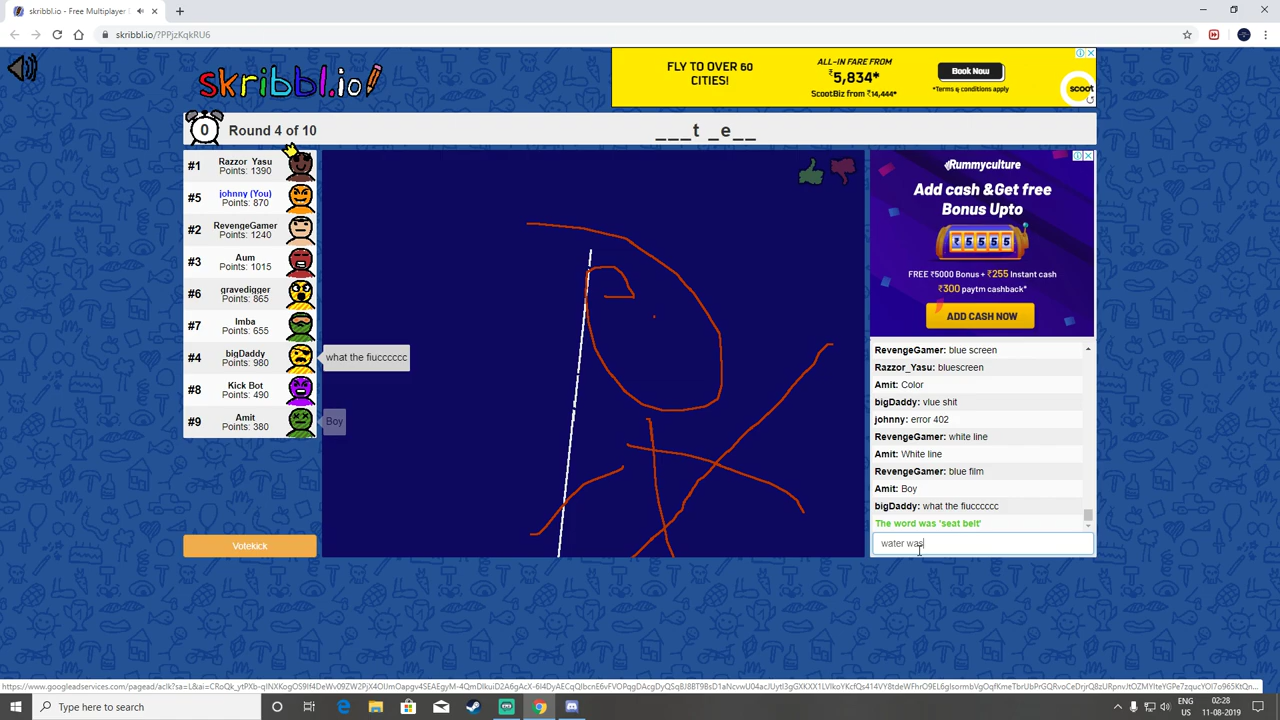 skribbl.io - Free Multiplayer
skribbl.io/?PPjzKqkRU6
skribbl.io
FLY TO OVER 60
CITIES!
ALL-IN FARE FROM
₹5,834*
ScootBiz from ₹14,444*
Book Now
*Terms & conditions apply
scoot
0
Round 4 of 10
___t _e__
#1
Razzor Yasu
Points: 1390
#5
johnny (You)
Points: 870
#2
RevengeGamer
Points: 1240
#3
Aum
Points: 1015
#6
gravedigger
Points: 865
#7
Imba
Points: 655
#4
bigDaddy
Points: 980
what the fiucccccc
#8
Kick Bot
Points: 490
#9
Amit
Points: 380
Boy
Votekick
Rummyculture
Add cash &Get free
Bonus Upto
₹ 5 5 5 5
FREE ₹5000 Bonus + ₹255 Instant cash
₹300 paytm cashback*
ADD CASH NOW
RevengeGamer: blue screen
Razzor_Yasu: bluescreen
Amit: Color
bigDaddy: vlue shit
johnny: error 402
RevengeGamer: white line
Amit: White line
RevengeGamer: blue film
Amit: Boy
bigDaddy: what the fiucccccc
The word was 'seat belt'
water was
Type here to search
ENG
02:28
11-08-2019